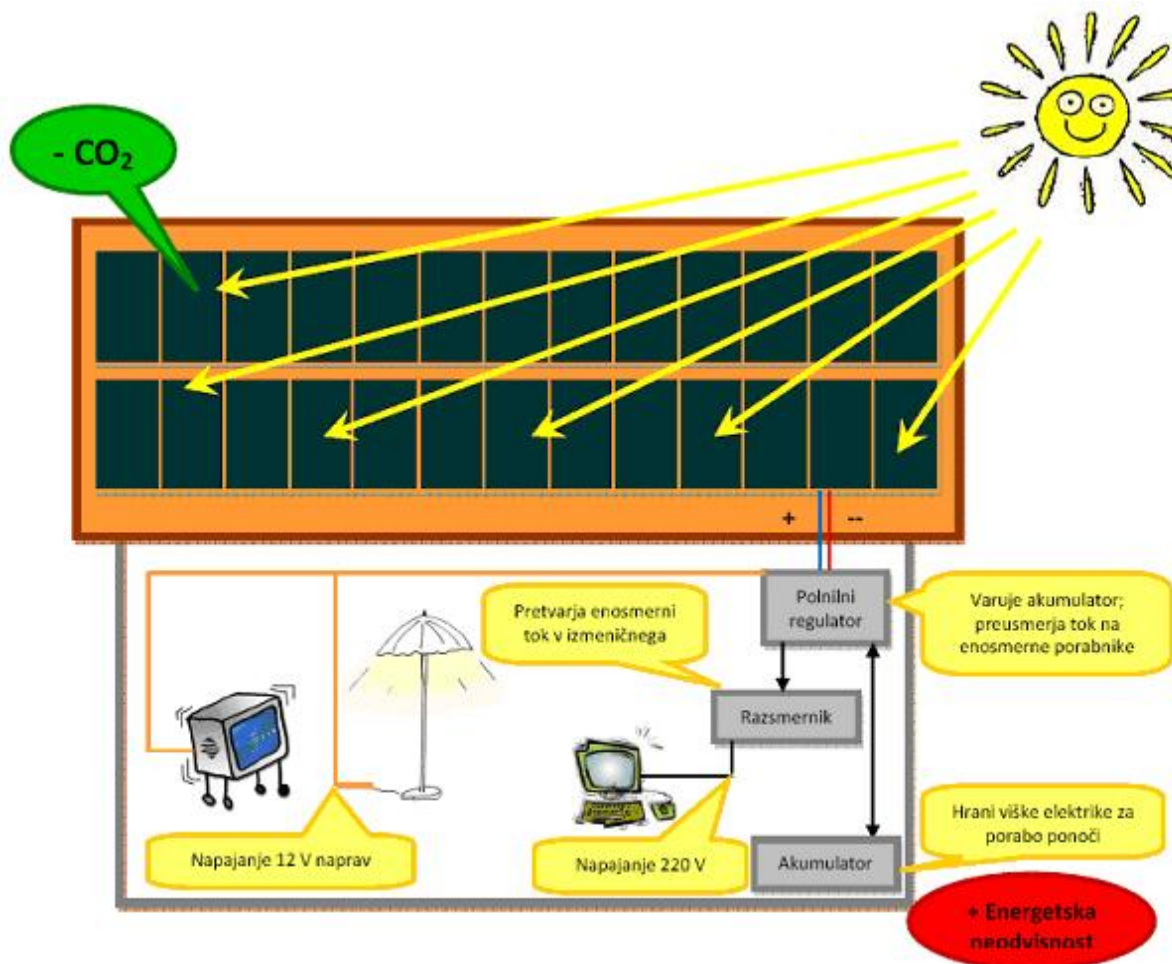 - CO₂
+ --
Polnilni
regulator
Pretvarja enosmerni
tok v izmeničnega
Varuje akumulator;
preusmerja tok na
enosmerne porabnike
Razsmernik
Napajanje 12 V naprav
Napajanje 220 V
Akumulator
Hrani viške elektrike za
porabo ponoči
+ Energetska
neodvisnost